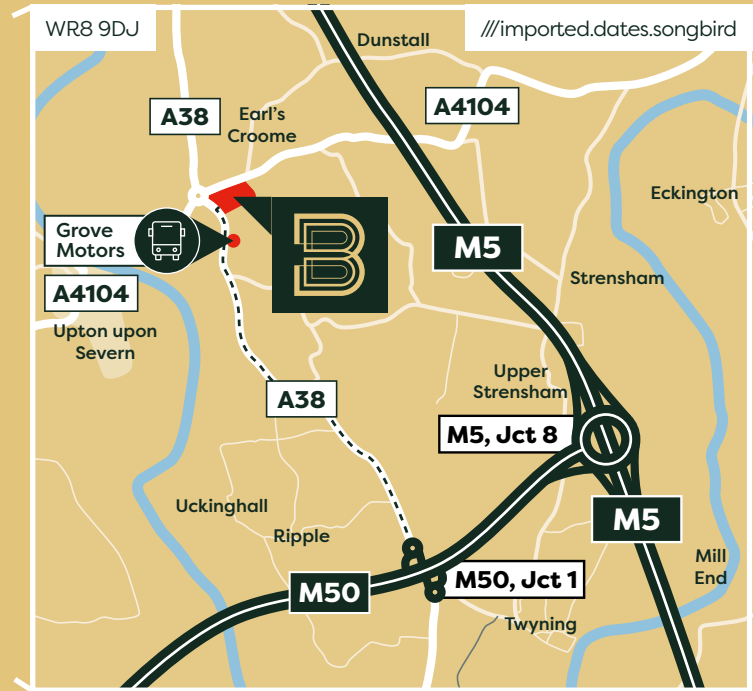 WR8 9DJ
///imported.dates.songbird
Dunstall
A38
Earl's
Croome
A4104
Eckington
Grove
Motors
B
M5
A4104
Strensham
Upton upon
Severn
Upper
Strensham
A38
M5, Jct 8
Uckinghall
Ripple
M5
Mill
End
M50, Jct 1
M50
Twyning